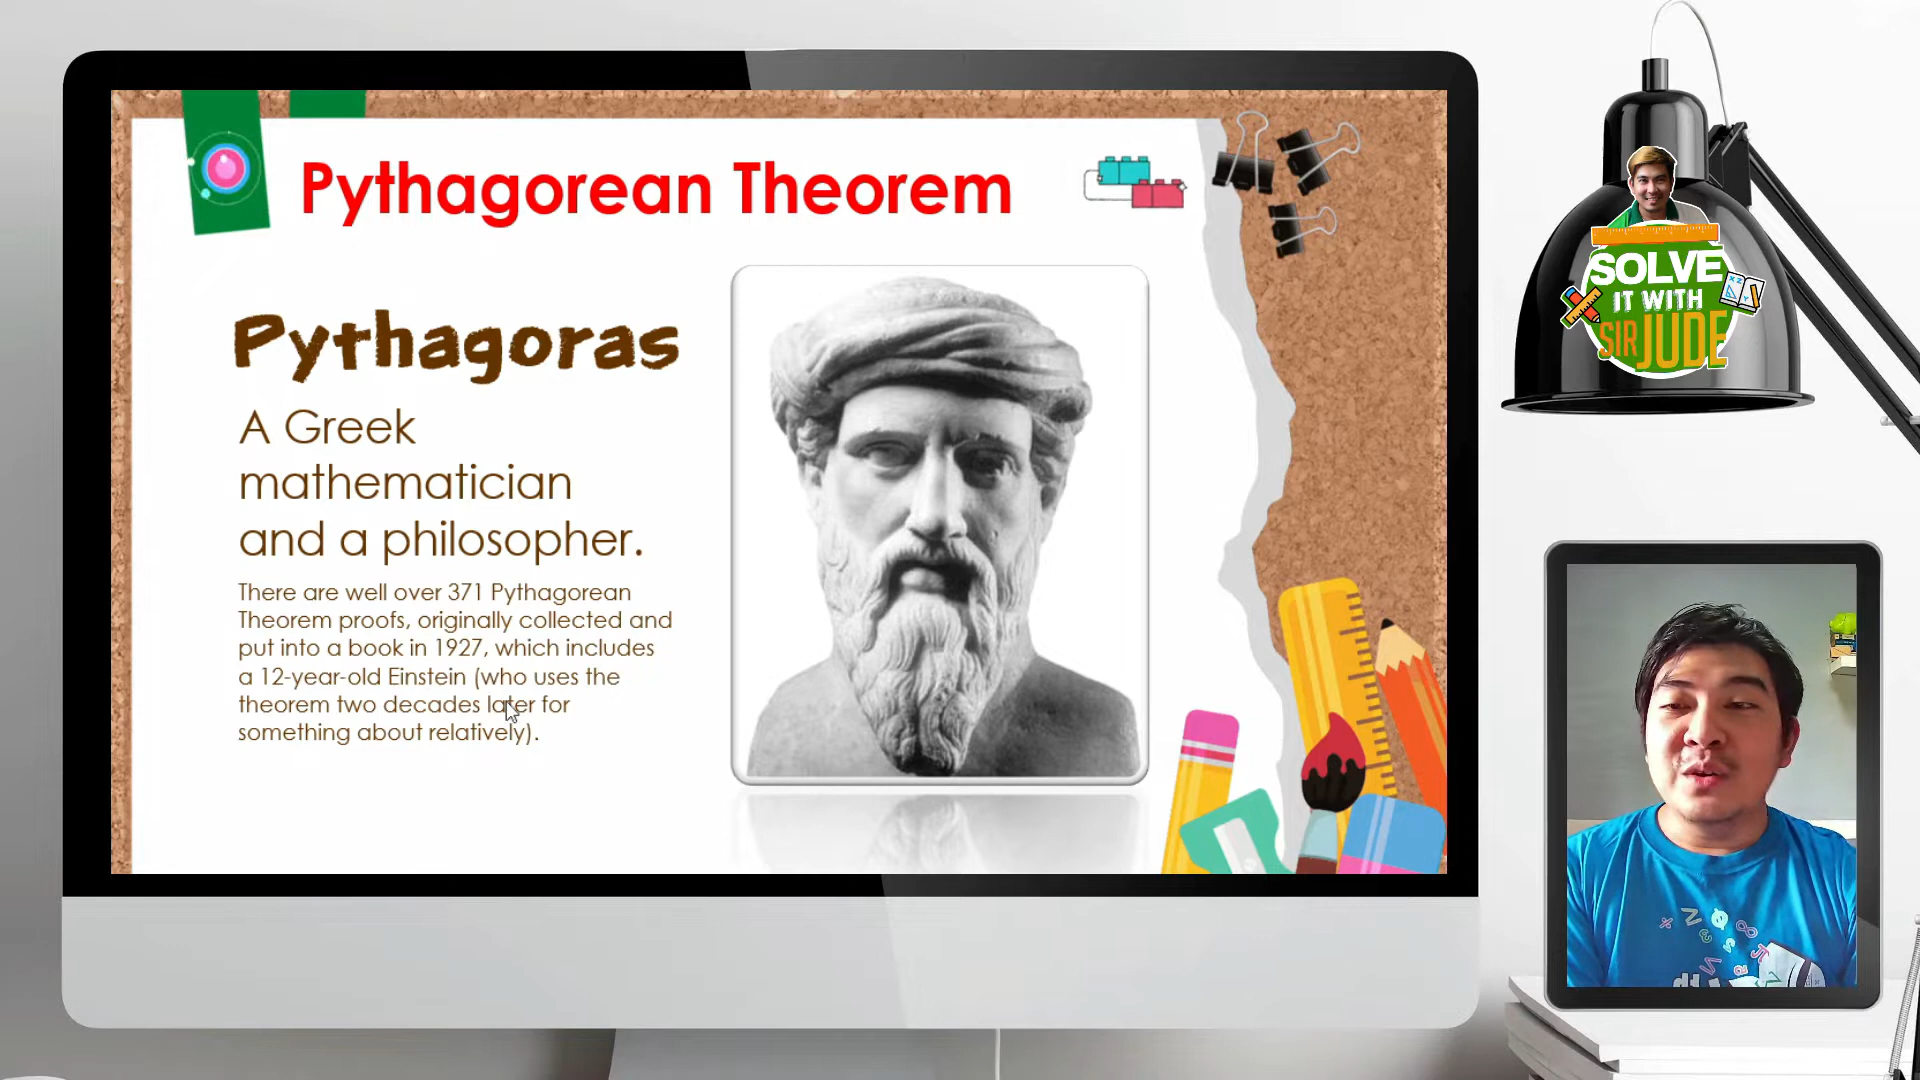 Pythagorean Theorem
Pythagoras
A Greek
mathematician
and a philosopher.
There are well over 371 Pythagorean
Theorem proofs, originally collected and
put into a book in 1927, which includes
a 12-year-old Einstein (who uses the
theorem two decades later for
something about relatively).
SOLVE
IT WITH
SIR JUDE